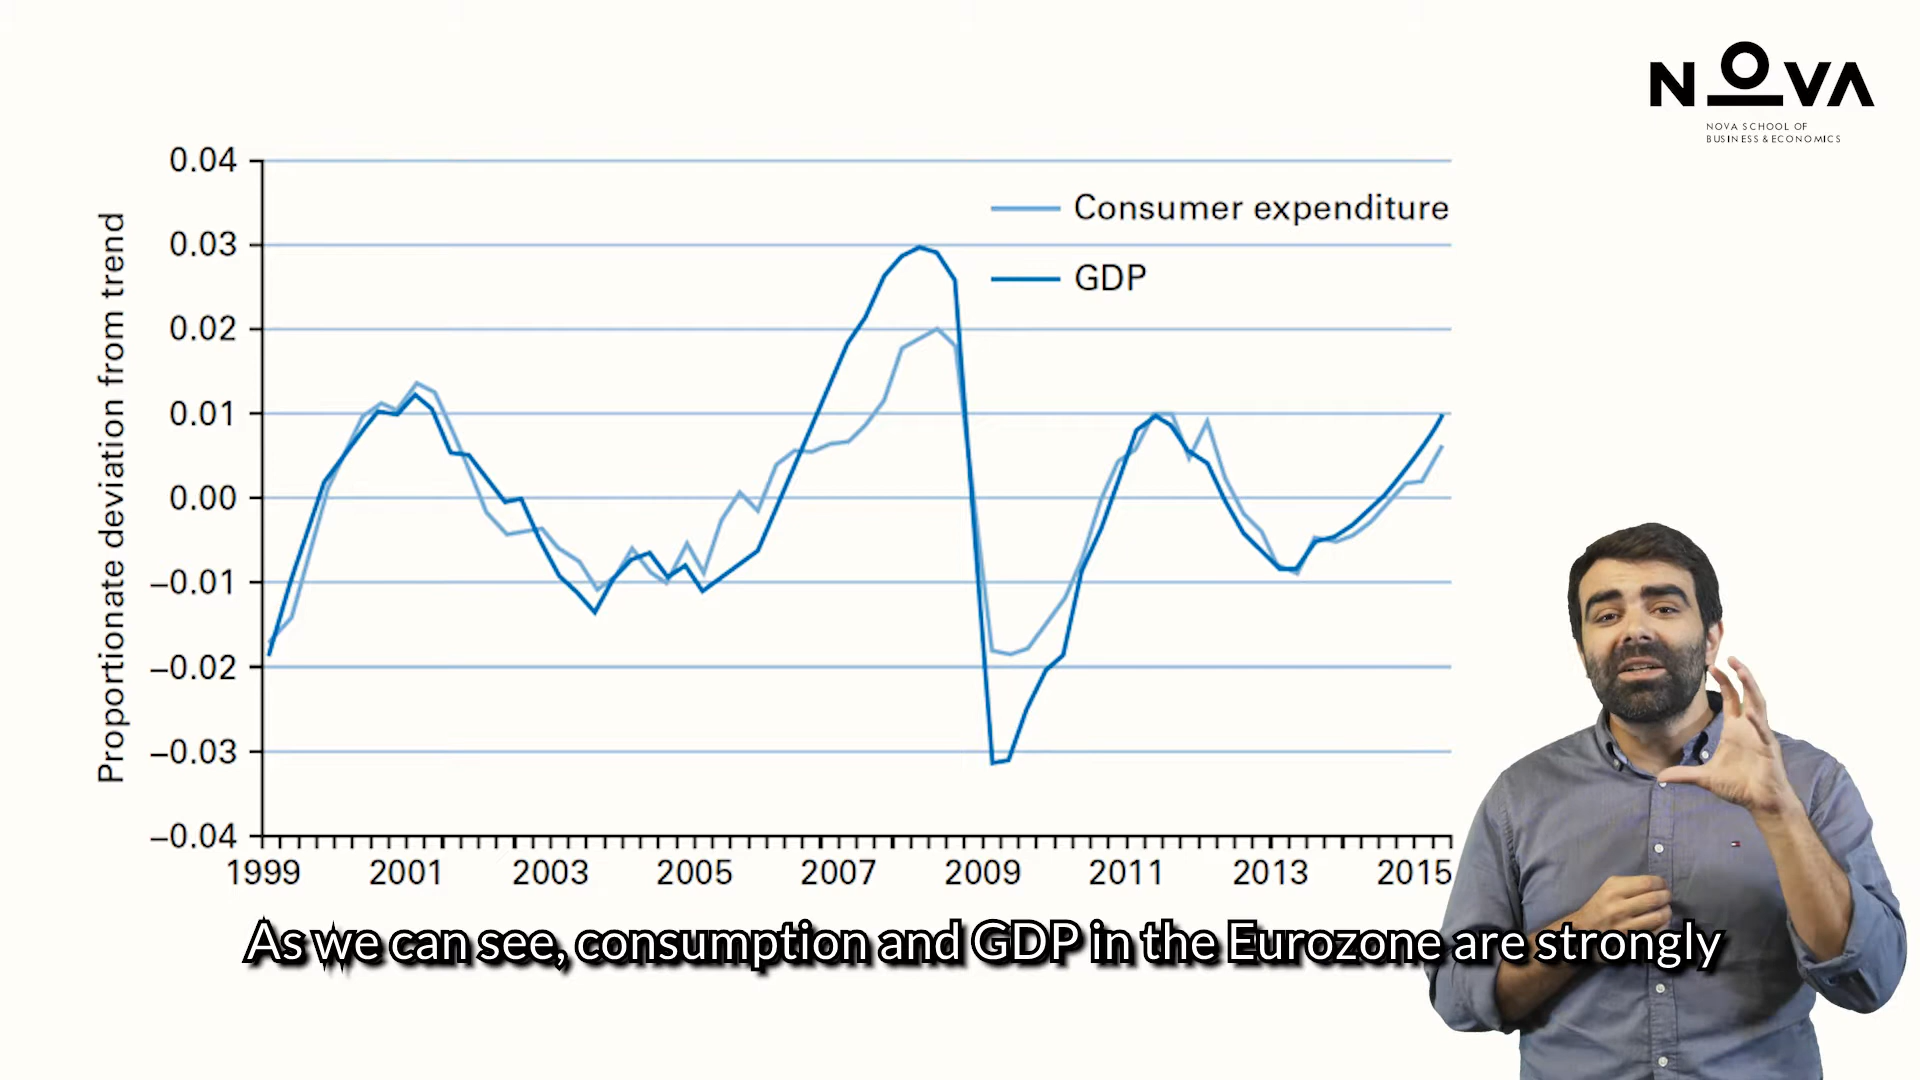 NOVA
NOVA SCHOOL OF
BUSINESS & ECONOMICS
Proportionate deviation from trend
0.04
0.03
0.02
0.01
0.00
−0.01
−0.02
−0.03
−0.04
Consumer expenditure
GDP
1999 2001 2003 2005 2007 2009 2011 2013 2015
As we can see, consumption and GDP in the Eurozone are strongly